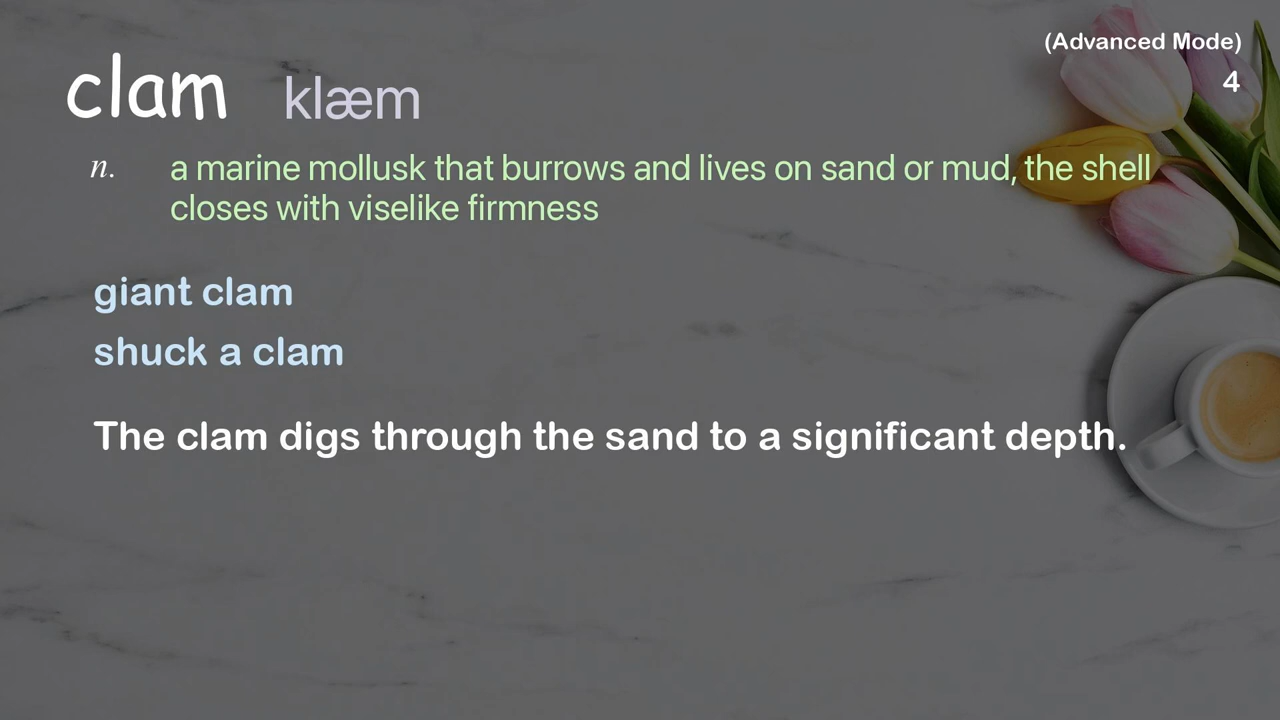 (Advanced Mode)
4
clam klæm
n. a marine mollusk that burrows and lives on sand or mud, the shell
closes with viselike firmness
giant clam
shuck a clam
The clam digs through the sand to a significant depth.